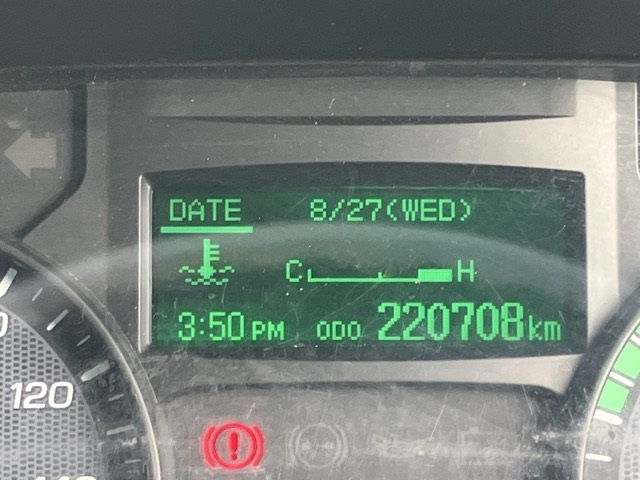 DATE 8/27(WED)
C H
3:50 PM ODO 220708km
120
!